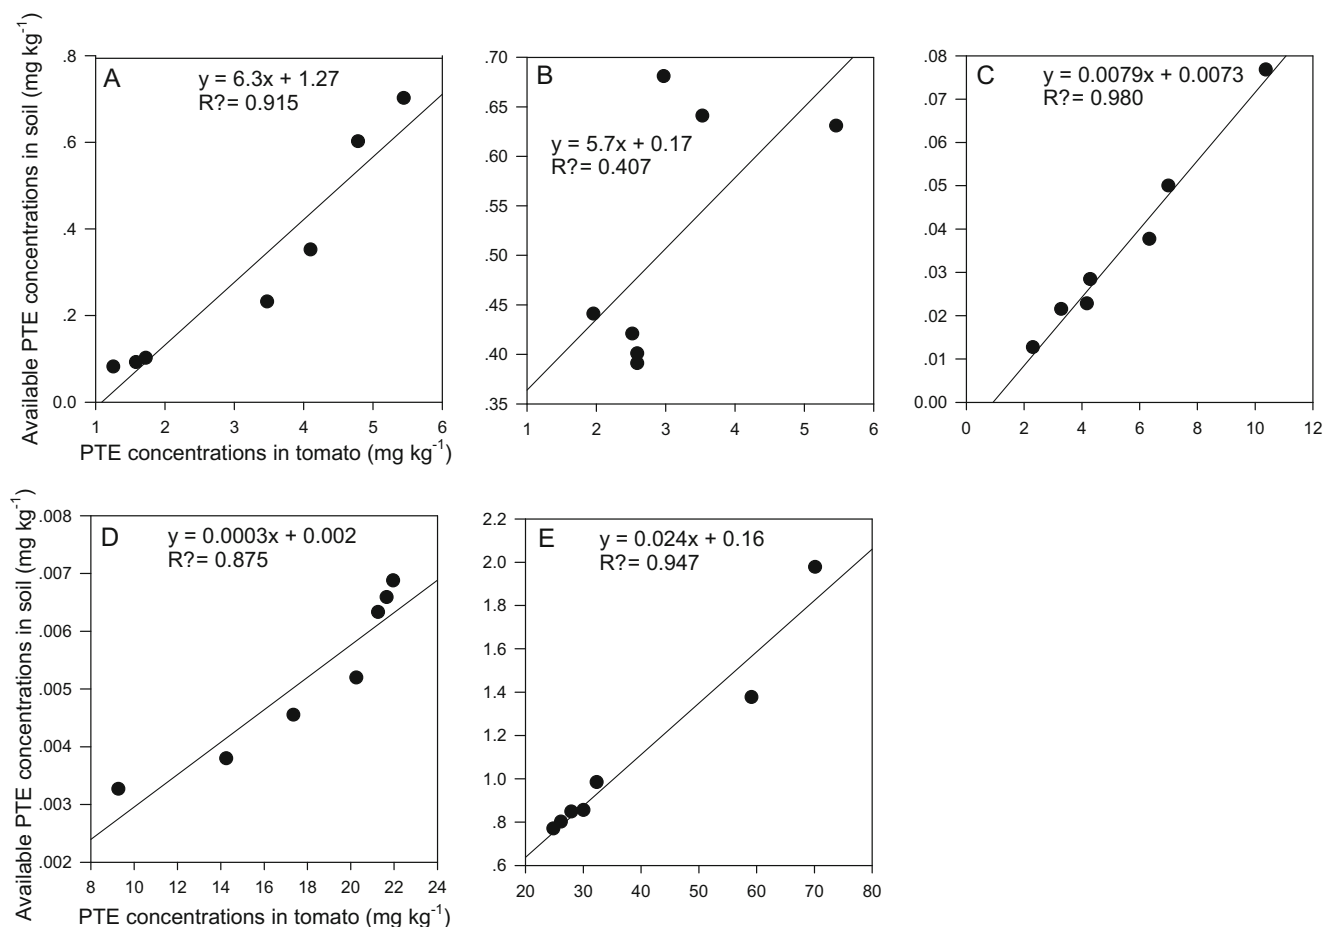 Available PTE concentrations in soil (mg kg⁻¹)
A
y = 6.3x + 1.27
R?= 0.915
.8
.6
.4
.2
0.0
1 2 3 4 5 6
PTE concentrations in tomato (mg kg⁻¹)
B
y = 5.7x + 0.17
R?= 0.407
.70
.65
.60
.55
.50
.45
.40
.35
1 2 3 4 5 6
C
y = 0.0079x + 0.0073
R?= 0.980
.08
.07
.06
.05
.04
.03
.02
.01
0.00
0 2 4 6 8 10 12
Available PTE concentrations in soil (mg kg⁻¹)
D
y = 0.0003x + 0.002
R?= 0.875
.008
.007
.006
.005
.004
.003
.002
8 10 12 14 16 18 20 22 24
PTE concentrations in tomato (mg kg⁻¹)
E
y = 0.024x + 0.16
R?= 0.947
2.2
2.0
1.8
1.6
1.4
1.2
1.0
.8
.6
20 30 40 50 60 70 80